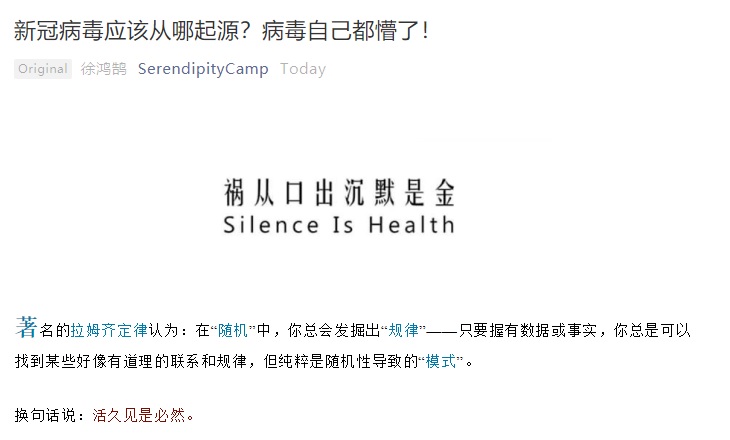 新冠病毒应该从哪起源？病毒自己都懵了！
Original 徐鸿鹄 SerendipityCamp Today
祸从口出沉默是金
Silence Is Health
著名的拉姆齐定律认为：在“随机”中，你总会发掘出“规律”——只要握有数据或事实，你总是可以
找到某些好像有道理的联系和规律，但纯粹是随机性导致的“模式”。
换句话说：活久见是必然。